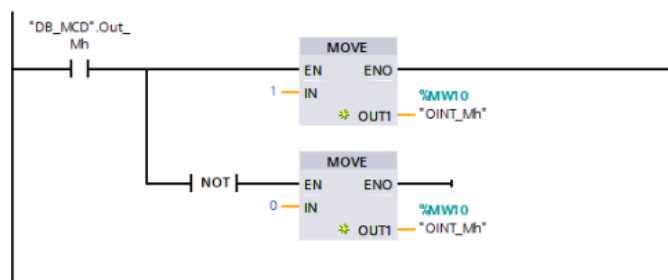 "DB_MCD".Out_
Mh
MOVE
EN ENO
1 IN
%MW10
OUT1 "OINT_Mh"
MOVE
NOT EN ENO
0 IN
%MW10
OUT1 "OINT_Mh"